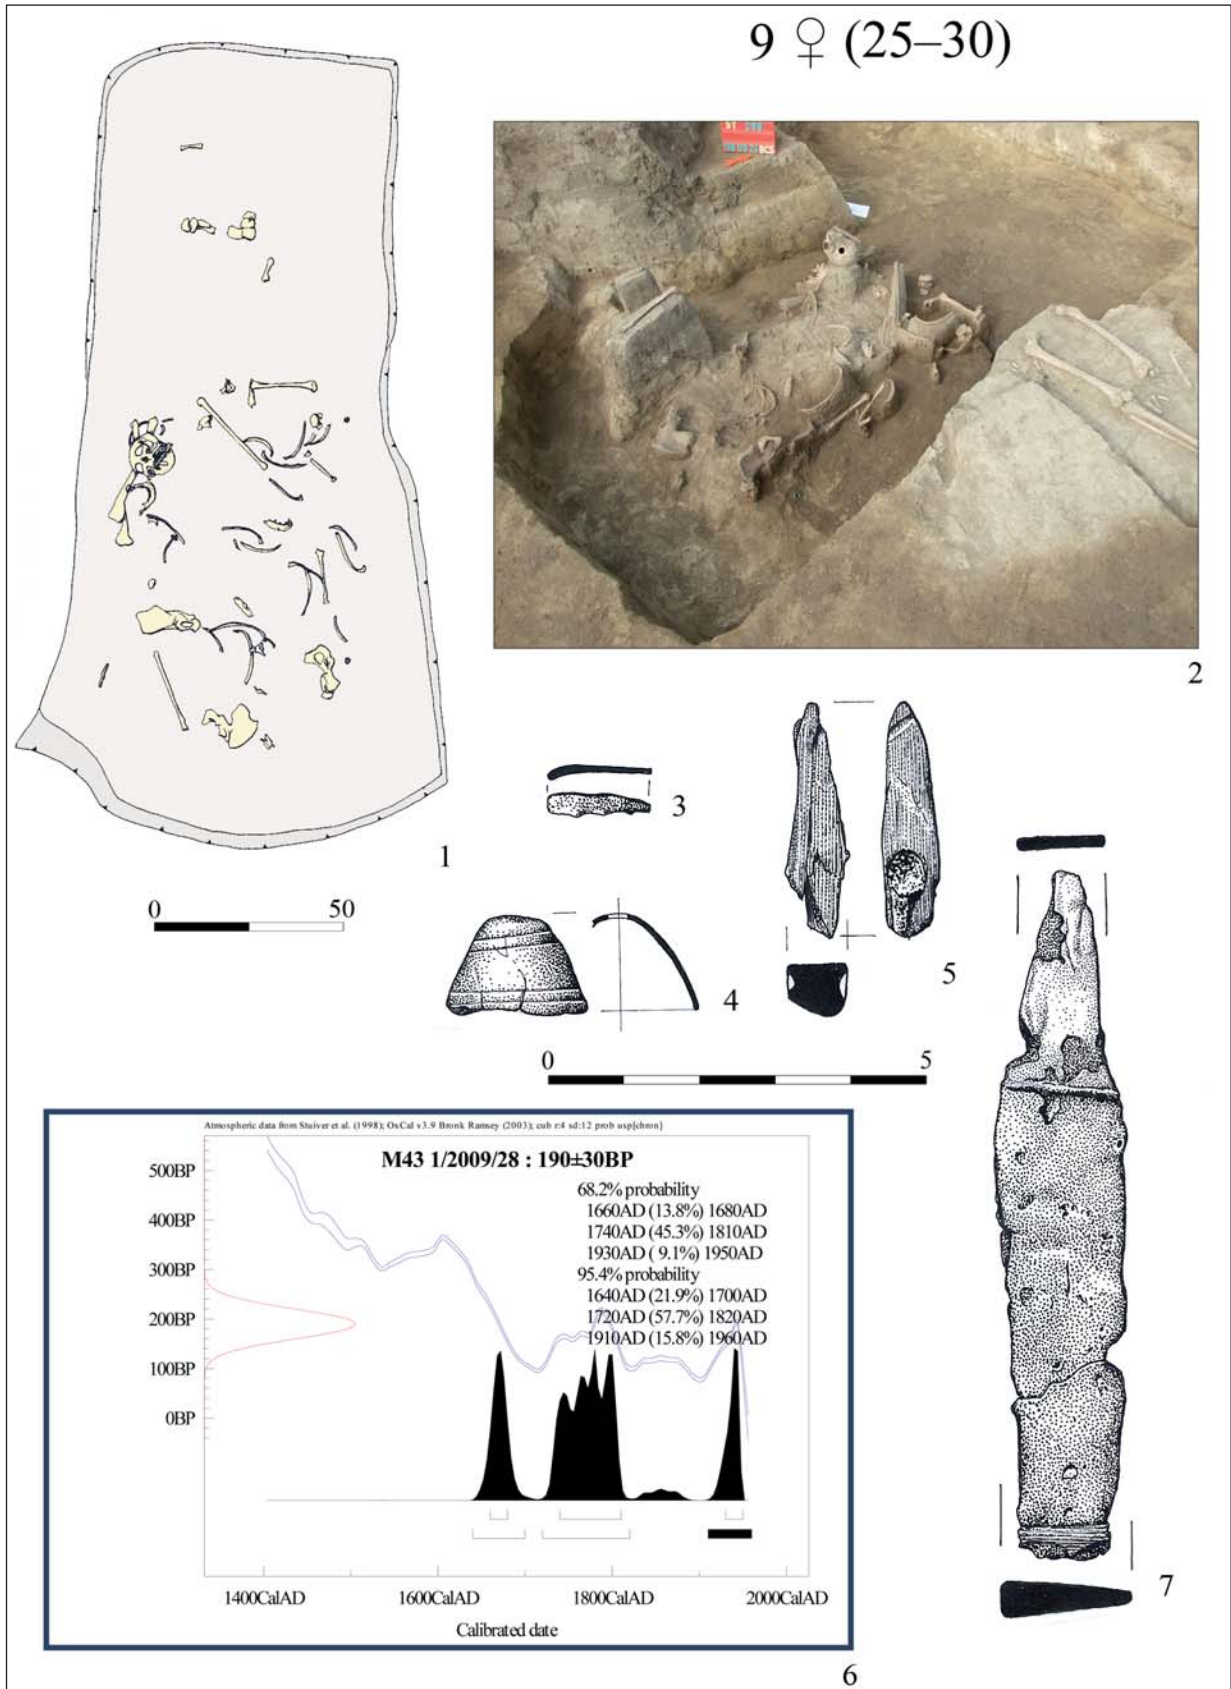 9 ♀ (25–30)
2
3
1
0 50
5
4
0 5
Atmospheric data from Stuiver et al. (1998); OxCal v3.9 Bronk Ramsey (2003); cub r:4 sd:12 prob usp[chron]
M43 1/2009/28 : 190±30BP
68.2% probability
1660AD (13.8%) 1680AD
1740AD (45.3%) 1810AD
1930AD ( 9.1%) 1950AD
95.4% probability
1640AD (21.9%) 1700AD
1720AD (57.7%) 1820AD
1910AD (15.8%) 1960AD
500BP
400BP
300BP
200BP
100BP
0BP
1400CalAD 1600CalAD 1800CalAD 2000CalAD
Calibrated date
7
6